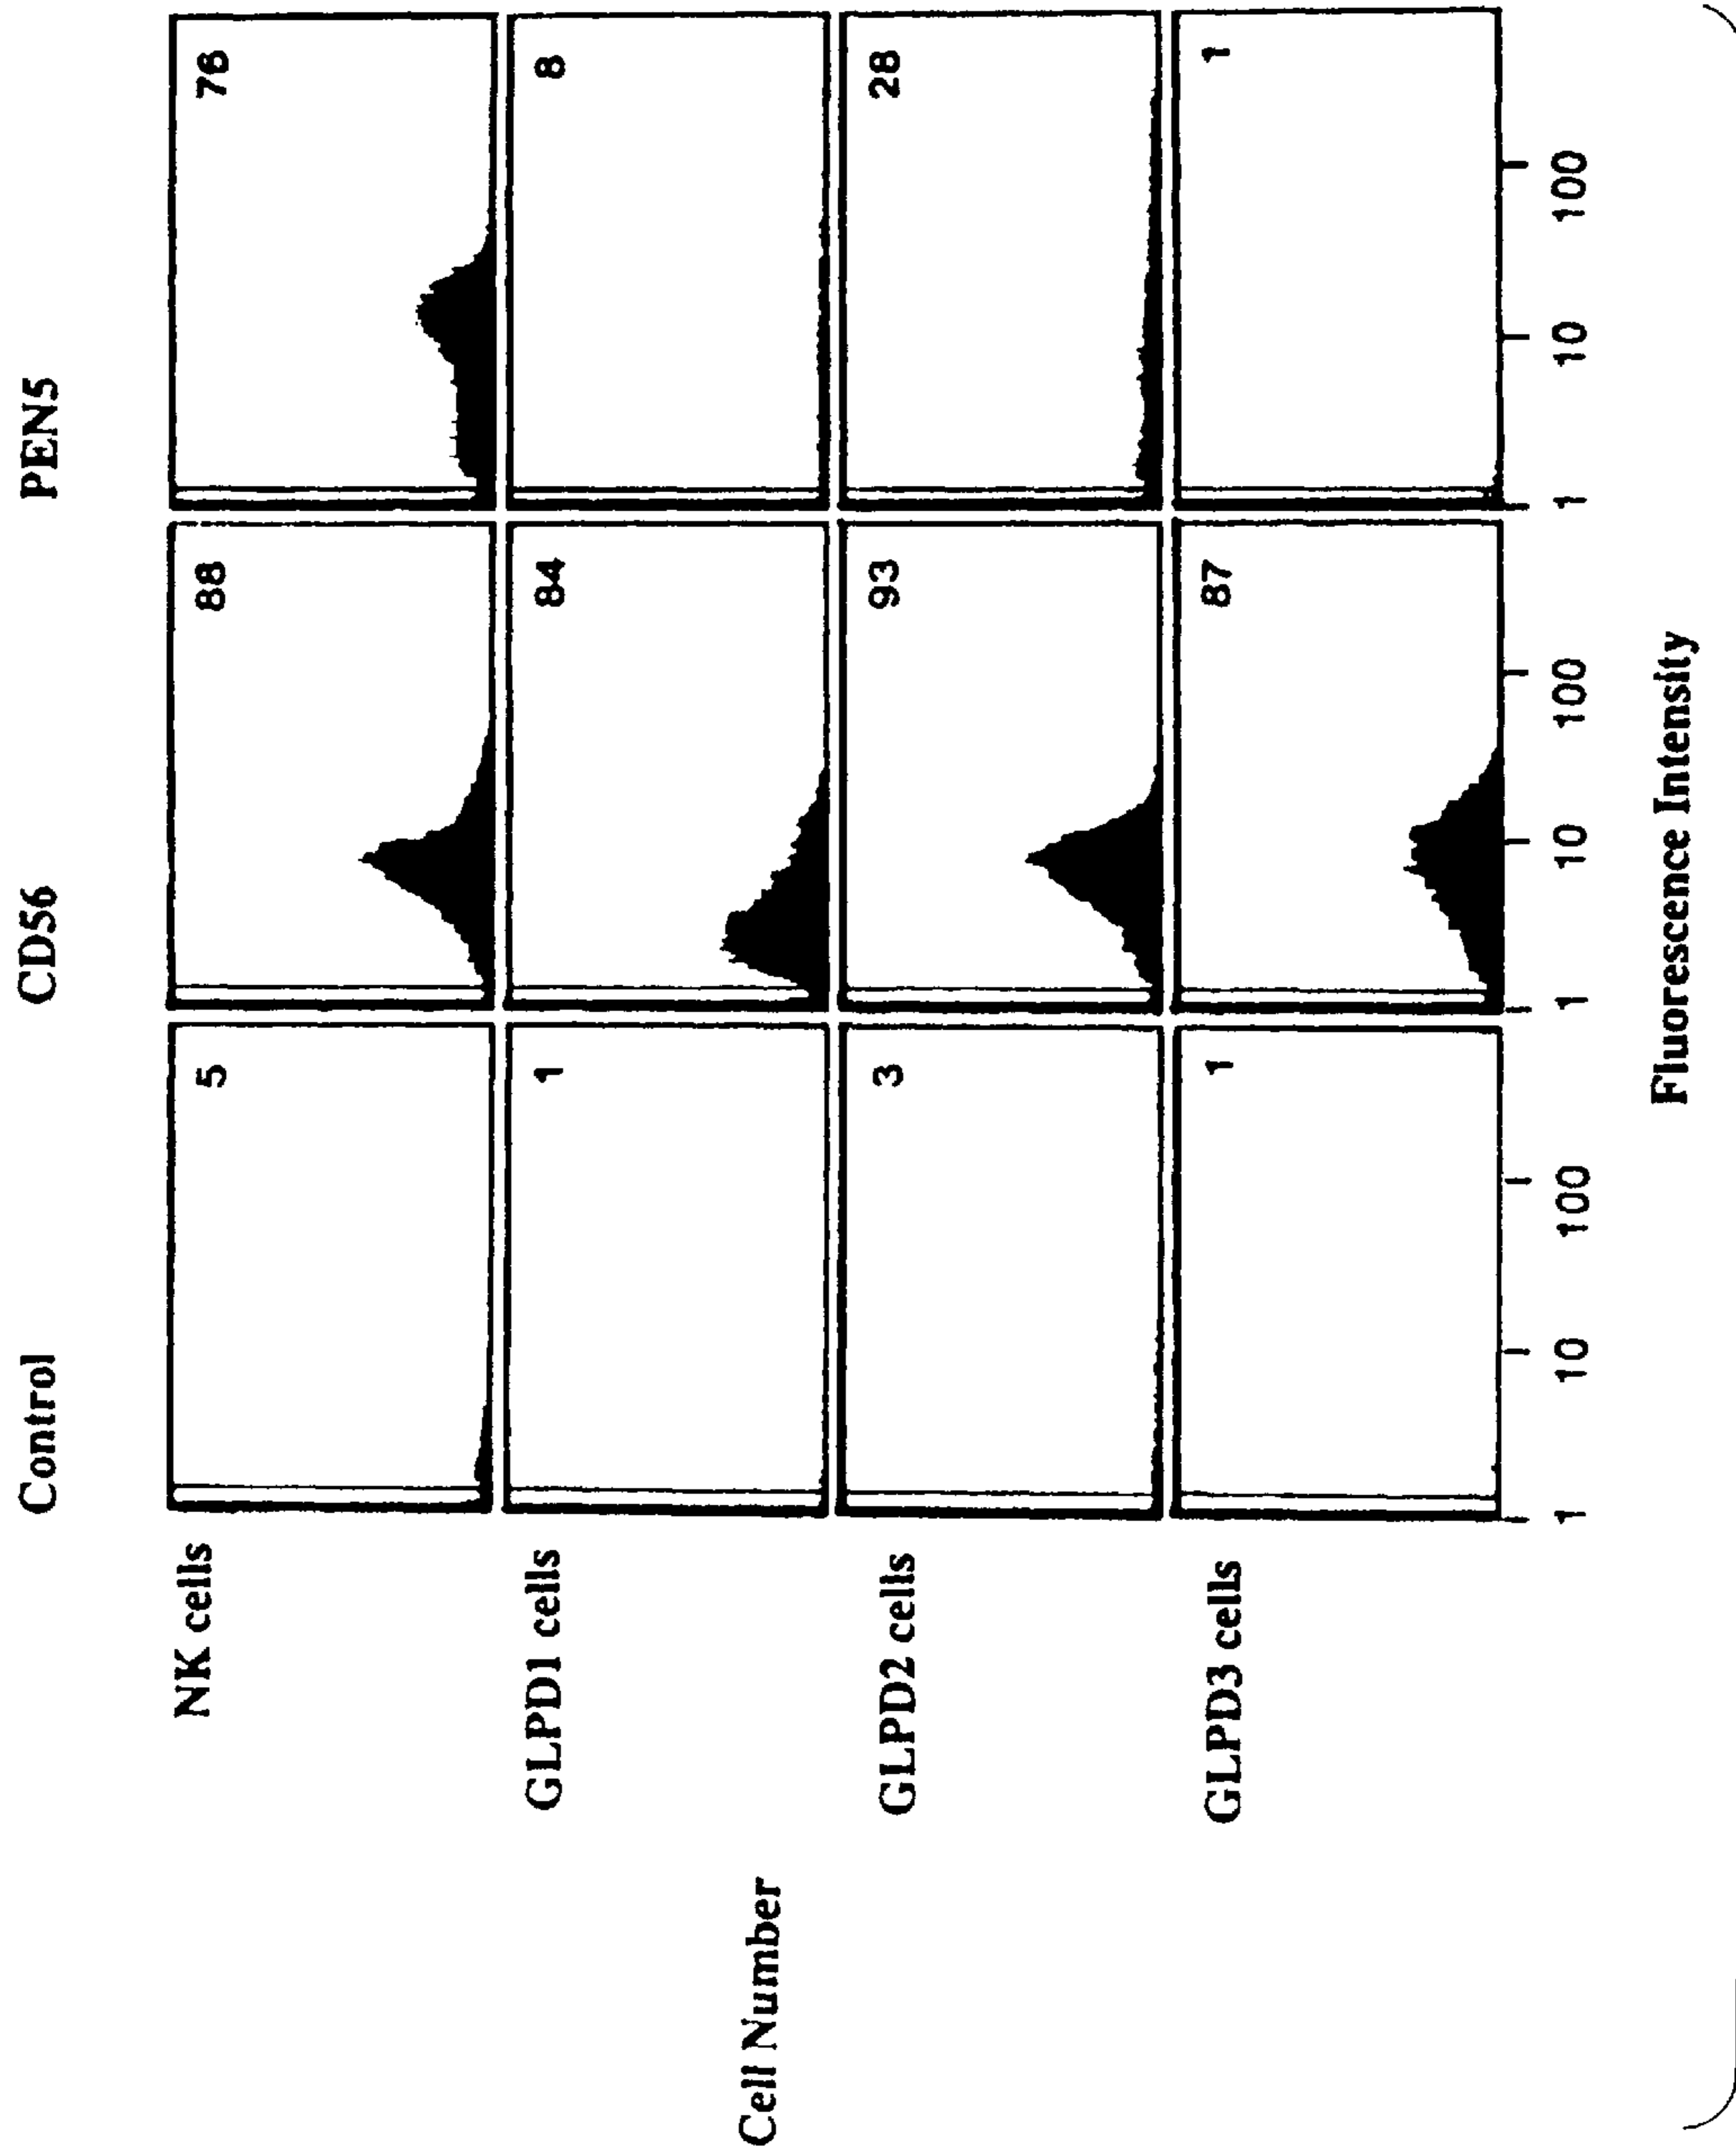 Control CD56 PEN5
NK cells 5 88 76
GLPD1 cells 1 84 8
Cell Number
GLPD2 cells 3 93 28
GLPD3 cells 1 87 1
1 10 100 1 10 100 1 10 100
Fluorescence Intensity